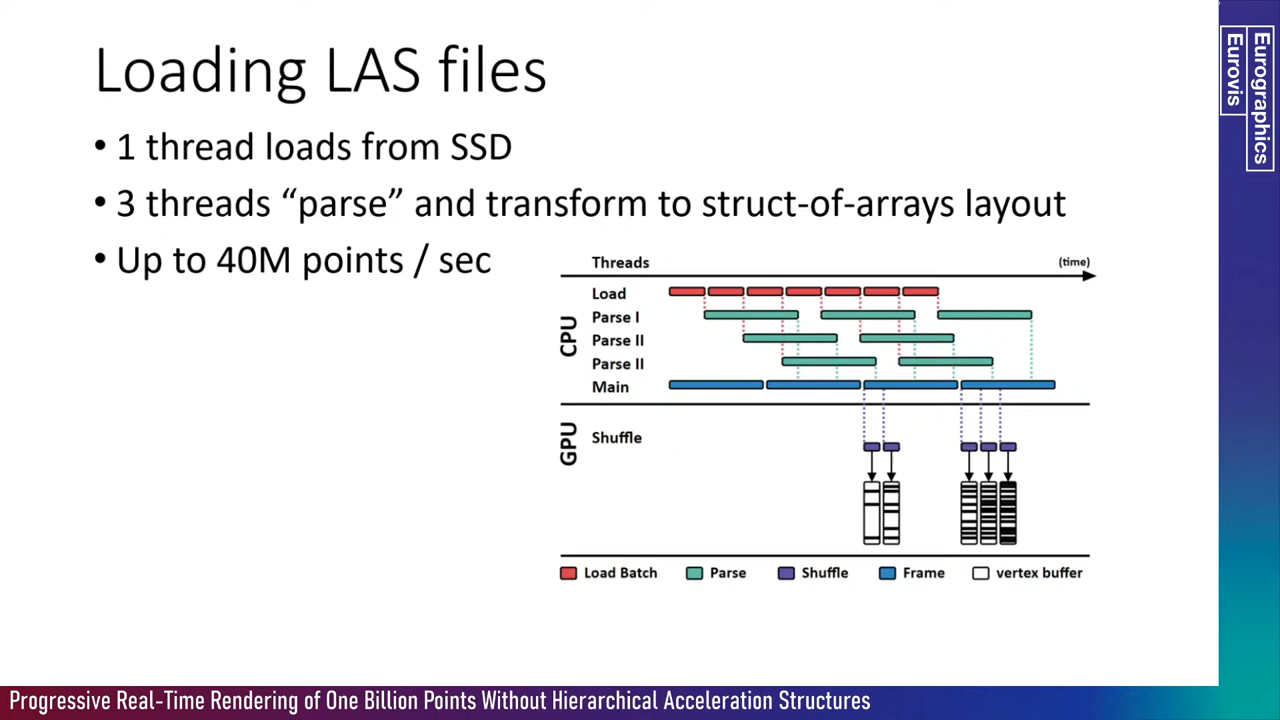 Loading LAS files
• 1 thread loads from SSD
• 3 threads “parse” and transform to struct-of-arrays layout
• Up to 40M points / sec
Threads
(time)
CPU
Load
Parse I
Parse II
Parse II
Main
GPU
Shuffle
Load Batch
Parse
Shuffle
Frame
vertex buffer
Eurographics
Eurovis
Progressive Real-Time Rendering of One Billion Points Without Hierarchical Acceleration Structures